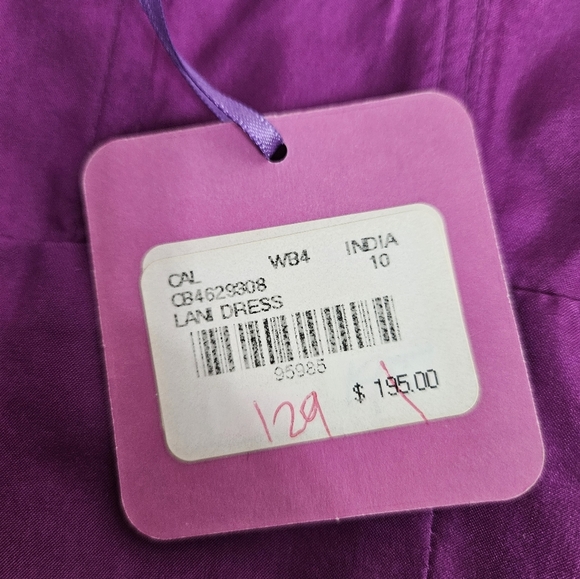 CAL WB4 INDIA
CB4629308 10
LANI DRESS
95985
$ 195.00
129